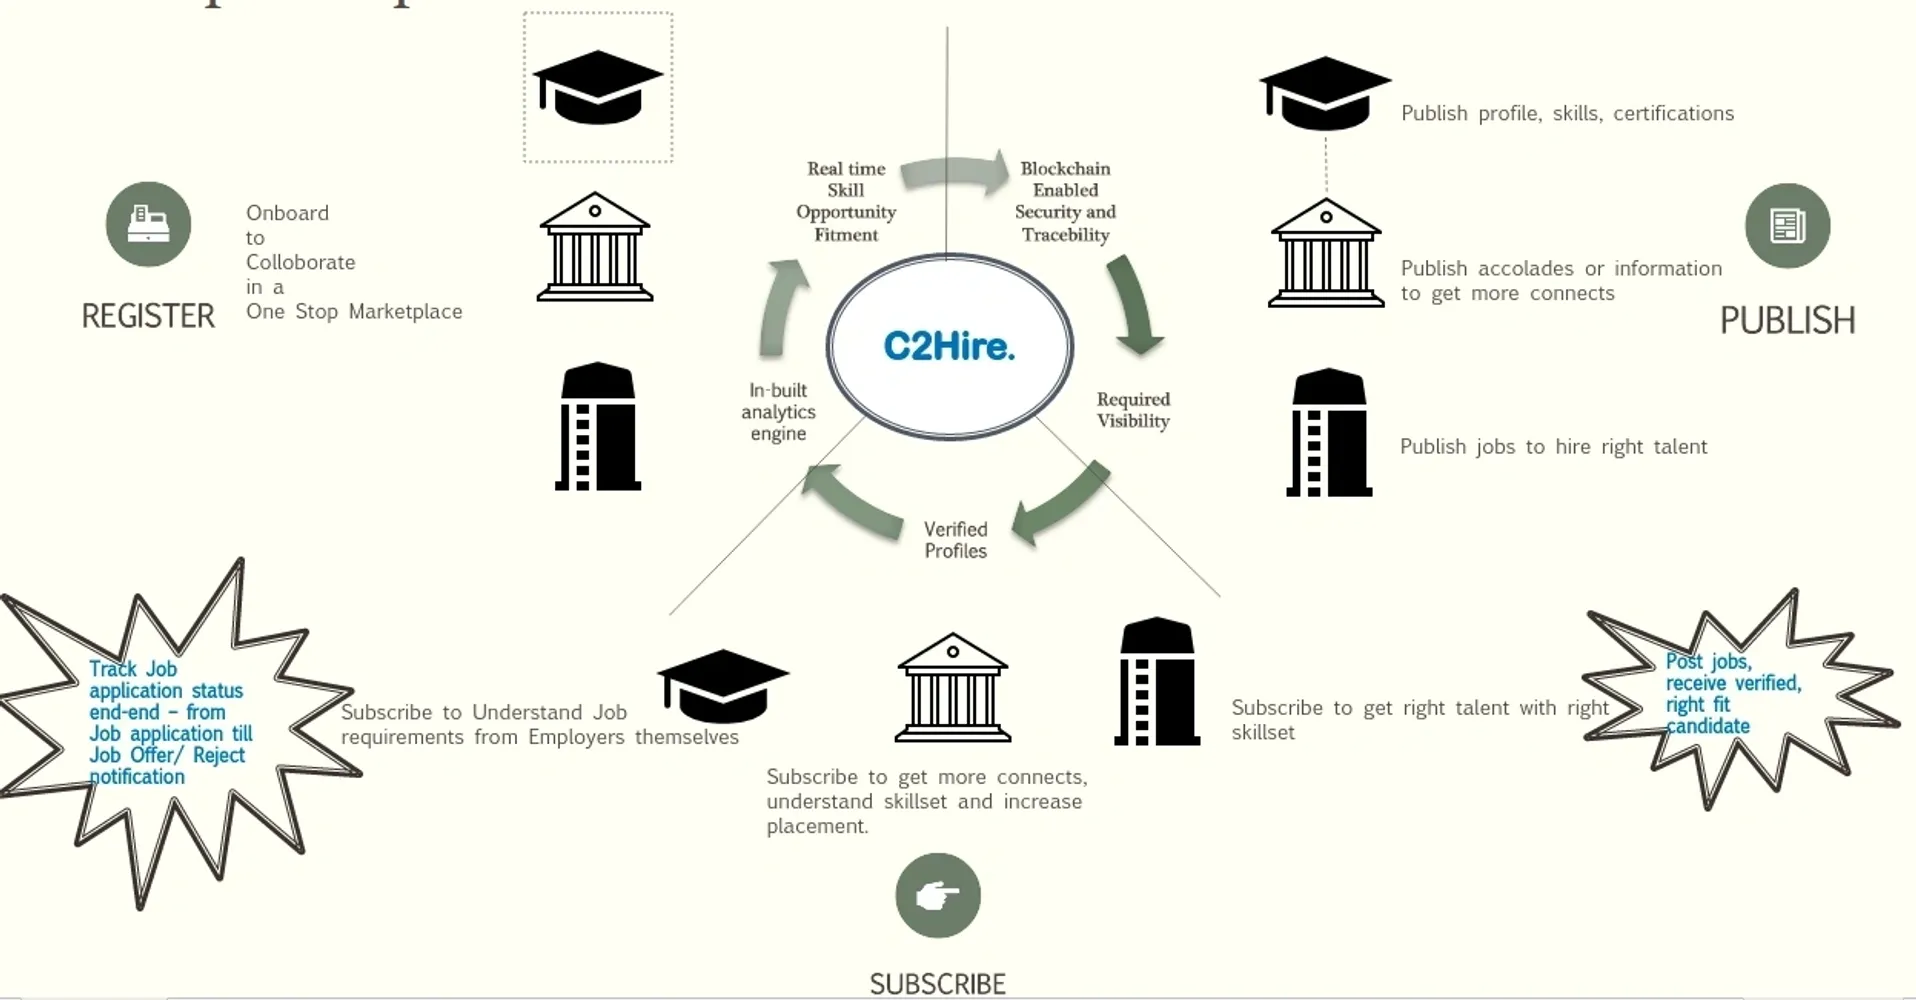 Publish profile, skills, certifications
Real time
Skill
Opportunity
Fitment
Blockchain
Enabled
Security and
Tracebility
Onboard
to
Colloborate
in a
One Stop Marketplace
REGISTER
Publish accolades or information
to get more connects
PUBLISH
C2Hire.
In-built
analytics
engine
Required
Visibility
Publish jobs to hire right talent
Verified
Profiles
Track Job
application status
end-end – from
Job application till
Job Offer/ Reject
notification
Subscribe to Understand Job
requirements from Employers themselves
Subscribe to get more connects,
understand skillset and increase
placement.
Subscribe to get right talent with right
skillset
Post jobs,
receive verified,
right fit
candidate
SUBSCRIBE